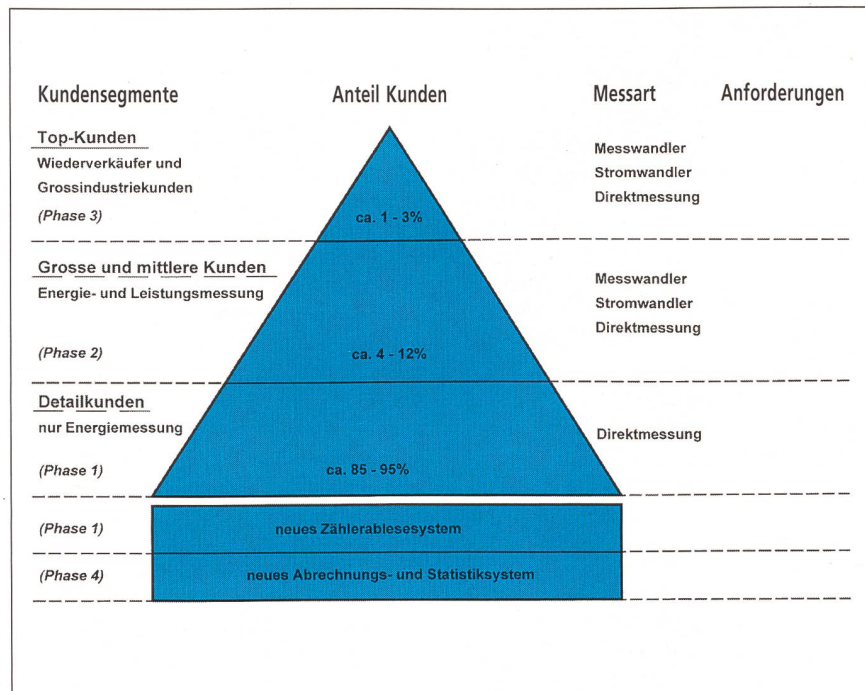 Kundensegmente Anteil Kunden Messart Anforderungen
Top-Kunden
Wiederverkäufer und
Grossindustriekunden
(Phase 3)
ca. 1 - 3%
Messwandler
Stromwandler
Direktmessung
Grosse und mittlere Kunden
Energie- und Leistungsmessung
(Phase 2)
ca. 4 - 12%
Messwandler
Stromwandler
Direktmessung
Detailkunden
nur Energiemessung
(Phase 1)
ca. 85 - 95%
Direktmessung
(Phase 1) neues Zählerablesesystem
(Phase 4) neues Abrechnungs- und Statistiksystem